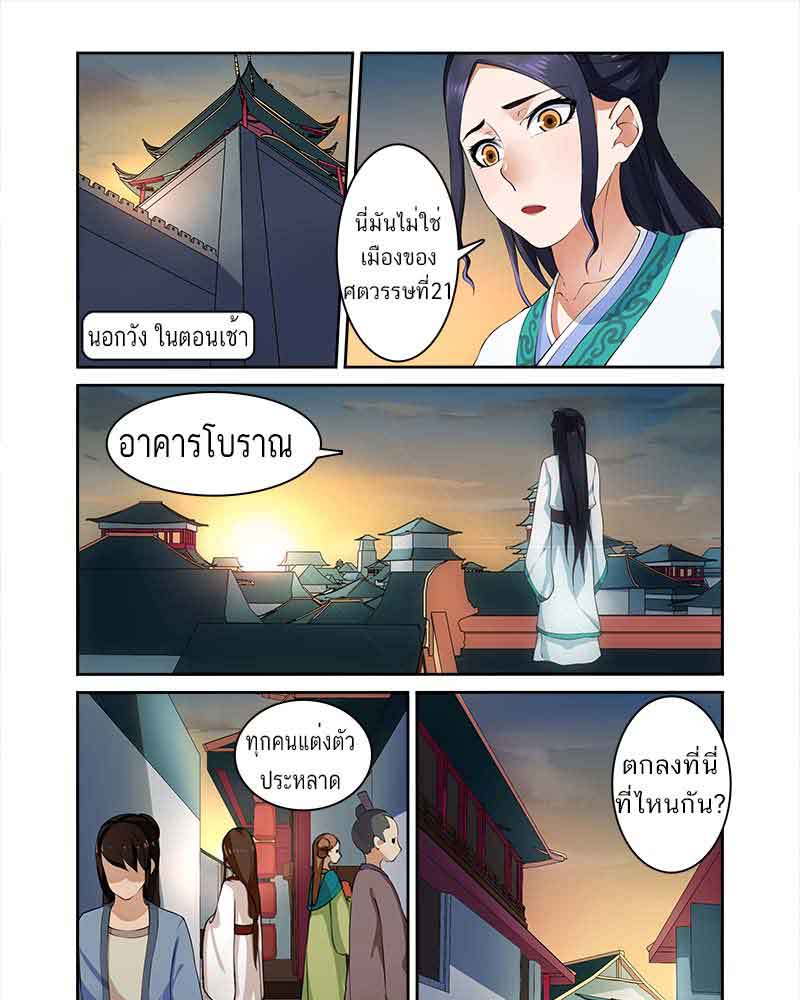 นอกวัง ในตอนเช้า
นี่มันไม่ใช่
เมืองของ
ศตวรรษที่21
อาคารโบราณ
ทุกคนแต่งตัว
ประหลาด
ตกลงที่นี่
ที่ไหนกัน?